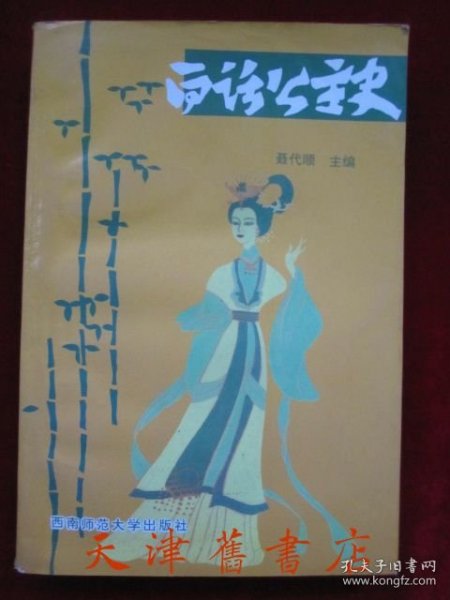 白话公主史
聂代顺 主编
西南师范大学出版社
天津舊書店
孔夫子旧书网
www.kongfz.com